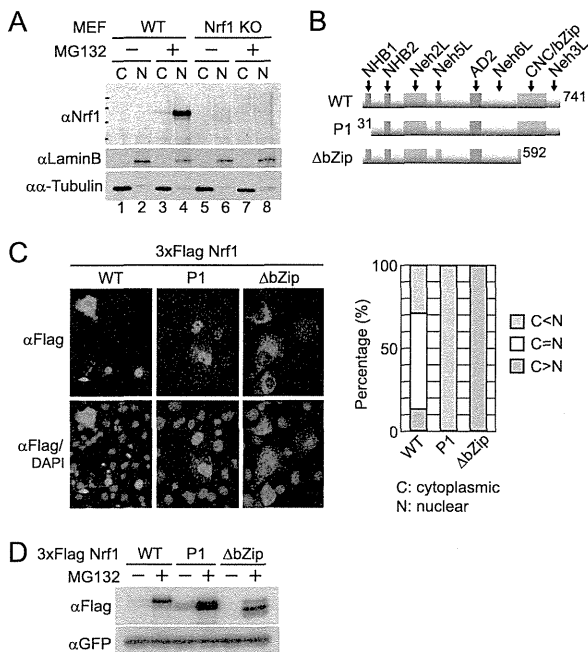 A
MEF WT Nrf1 KO
MG132 − + − +
C N C N C N C N
αNrf1
αLaminB
αα-Tubulin
1 2 3 4 5 6 7 8
B
NHB1 NHB2 Neh2L Neh5L AD2 Neh6L CNC/bZip Neh3L
WT 741
P1 31
ΔbZip 592
C
3xFlag Nrf1
WT P1 ΔbZip
αFlag
αFlag/
DAPI
Percentage (%)
100
50
0
WT P1 ΔbZip
C<N
C=N
C>N
C: cytoplasmic
N: nuclear
D
3xFlag Nrf1 WT P1 ΔbZip
MG132 − + − + − +
αFlag
αGFP